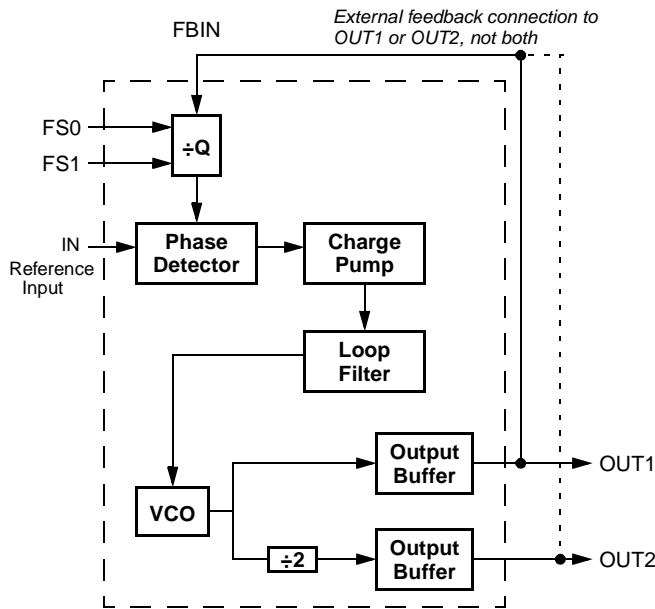 External feedback connection to
OUT1 or OUT2, not both
FBIN
FS0
FS1
÷Q
IN
Reference
Input
Phase
Detector
Charge
Pump
Loop
Filter
VCO
Output
Buffer
OUT1
÷2
Output
Buffer
OUT2